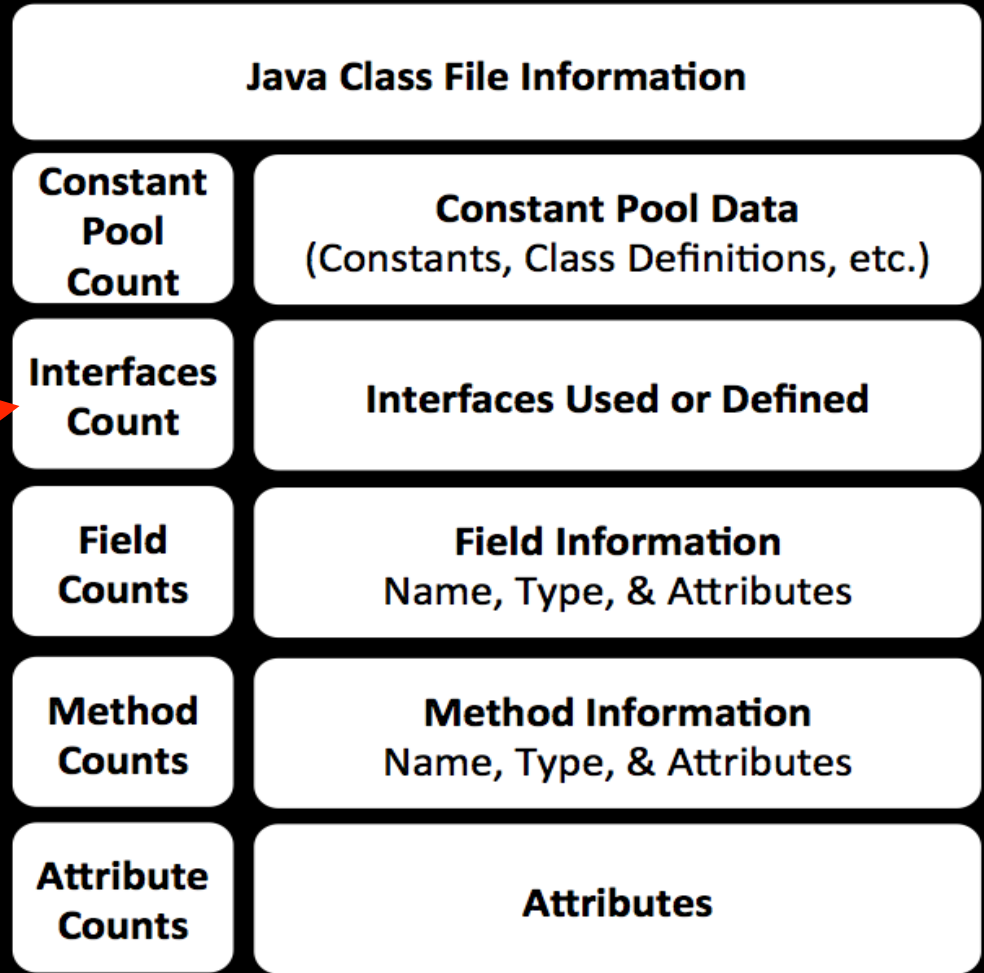 Java Class File Information
Constant
Pool
Count
Constant Pool Data
(Constants, Class Definitions, etc.)
Interfaces
Count
Interfaces Used or Defined
Field
Counts
Field Information
Name, Type, & Attributes
Method
Counts
Method Information
Name, Type, & Attributes
Attribute
Counts
Attributes